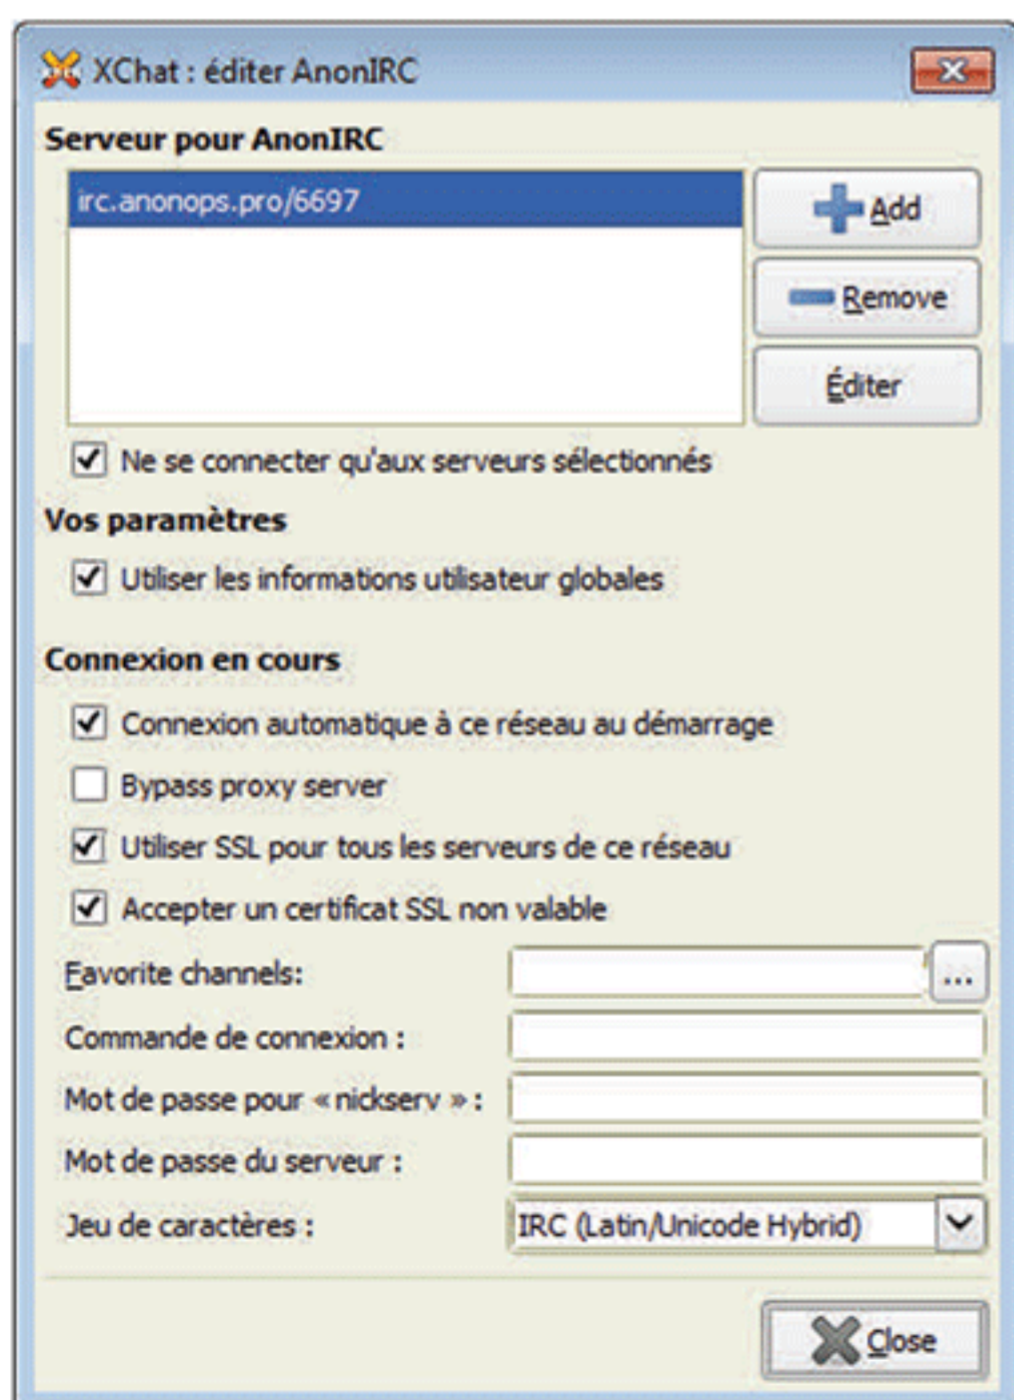 XChat : éditer AnonIRC
Serveur pour AnonIRC
irc.anonops.pro/6697
Add
Remove
Éditer
Ne se connecter qu'aux serveurs sélectionnés
Vos paramètres
Utiliser les informations utilisateur globales
Connexion en cours
Connexion automatique à ce réseau au démarrage
Bypass proxy server
Utiliser SSL pour tous les serveurs de ce réseau
Accepter un certificat SSL non valable
Favorite channels:
...
Commande de connexion :
Mot de passe pour « nickserv » :
Mot de passe du serveur :
Jeu de caractères : IRC (Latin/Unicode Hybrid)
Close